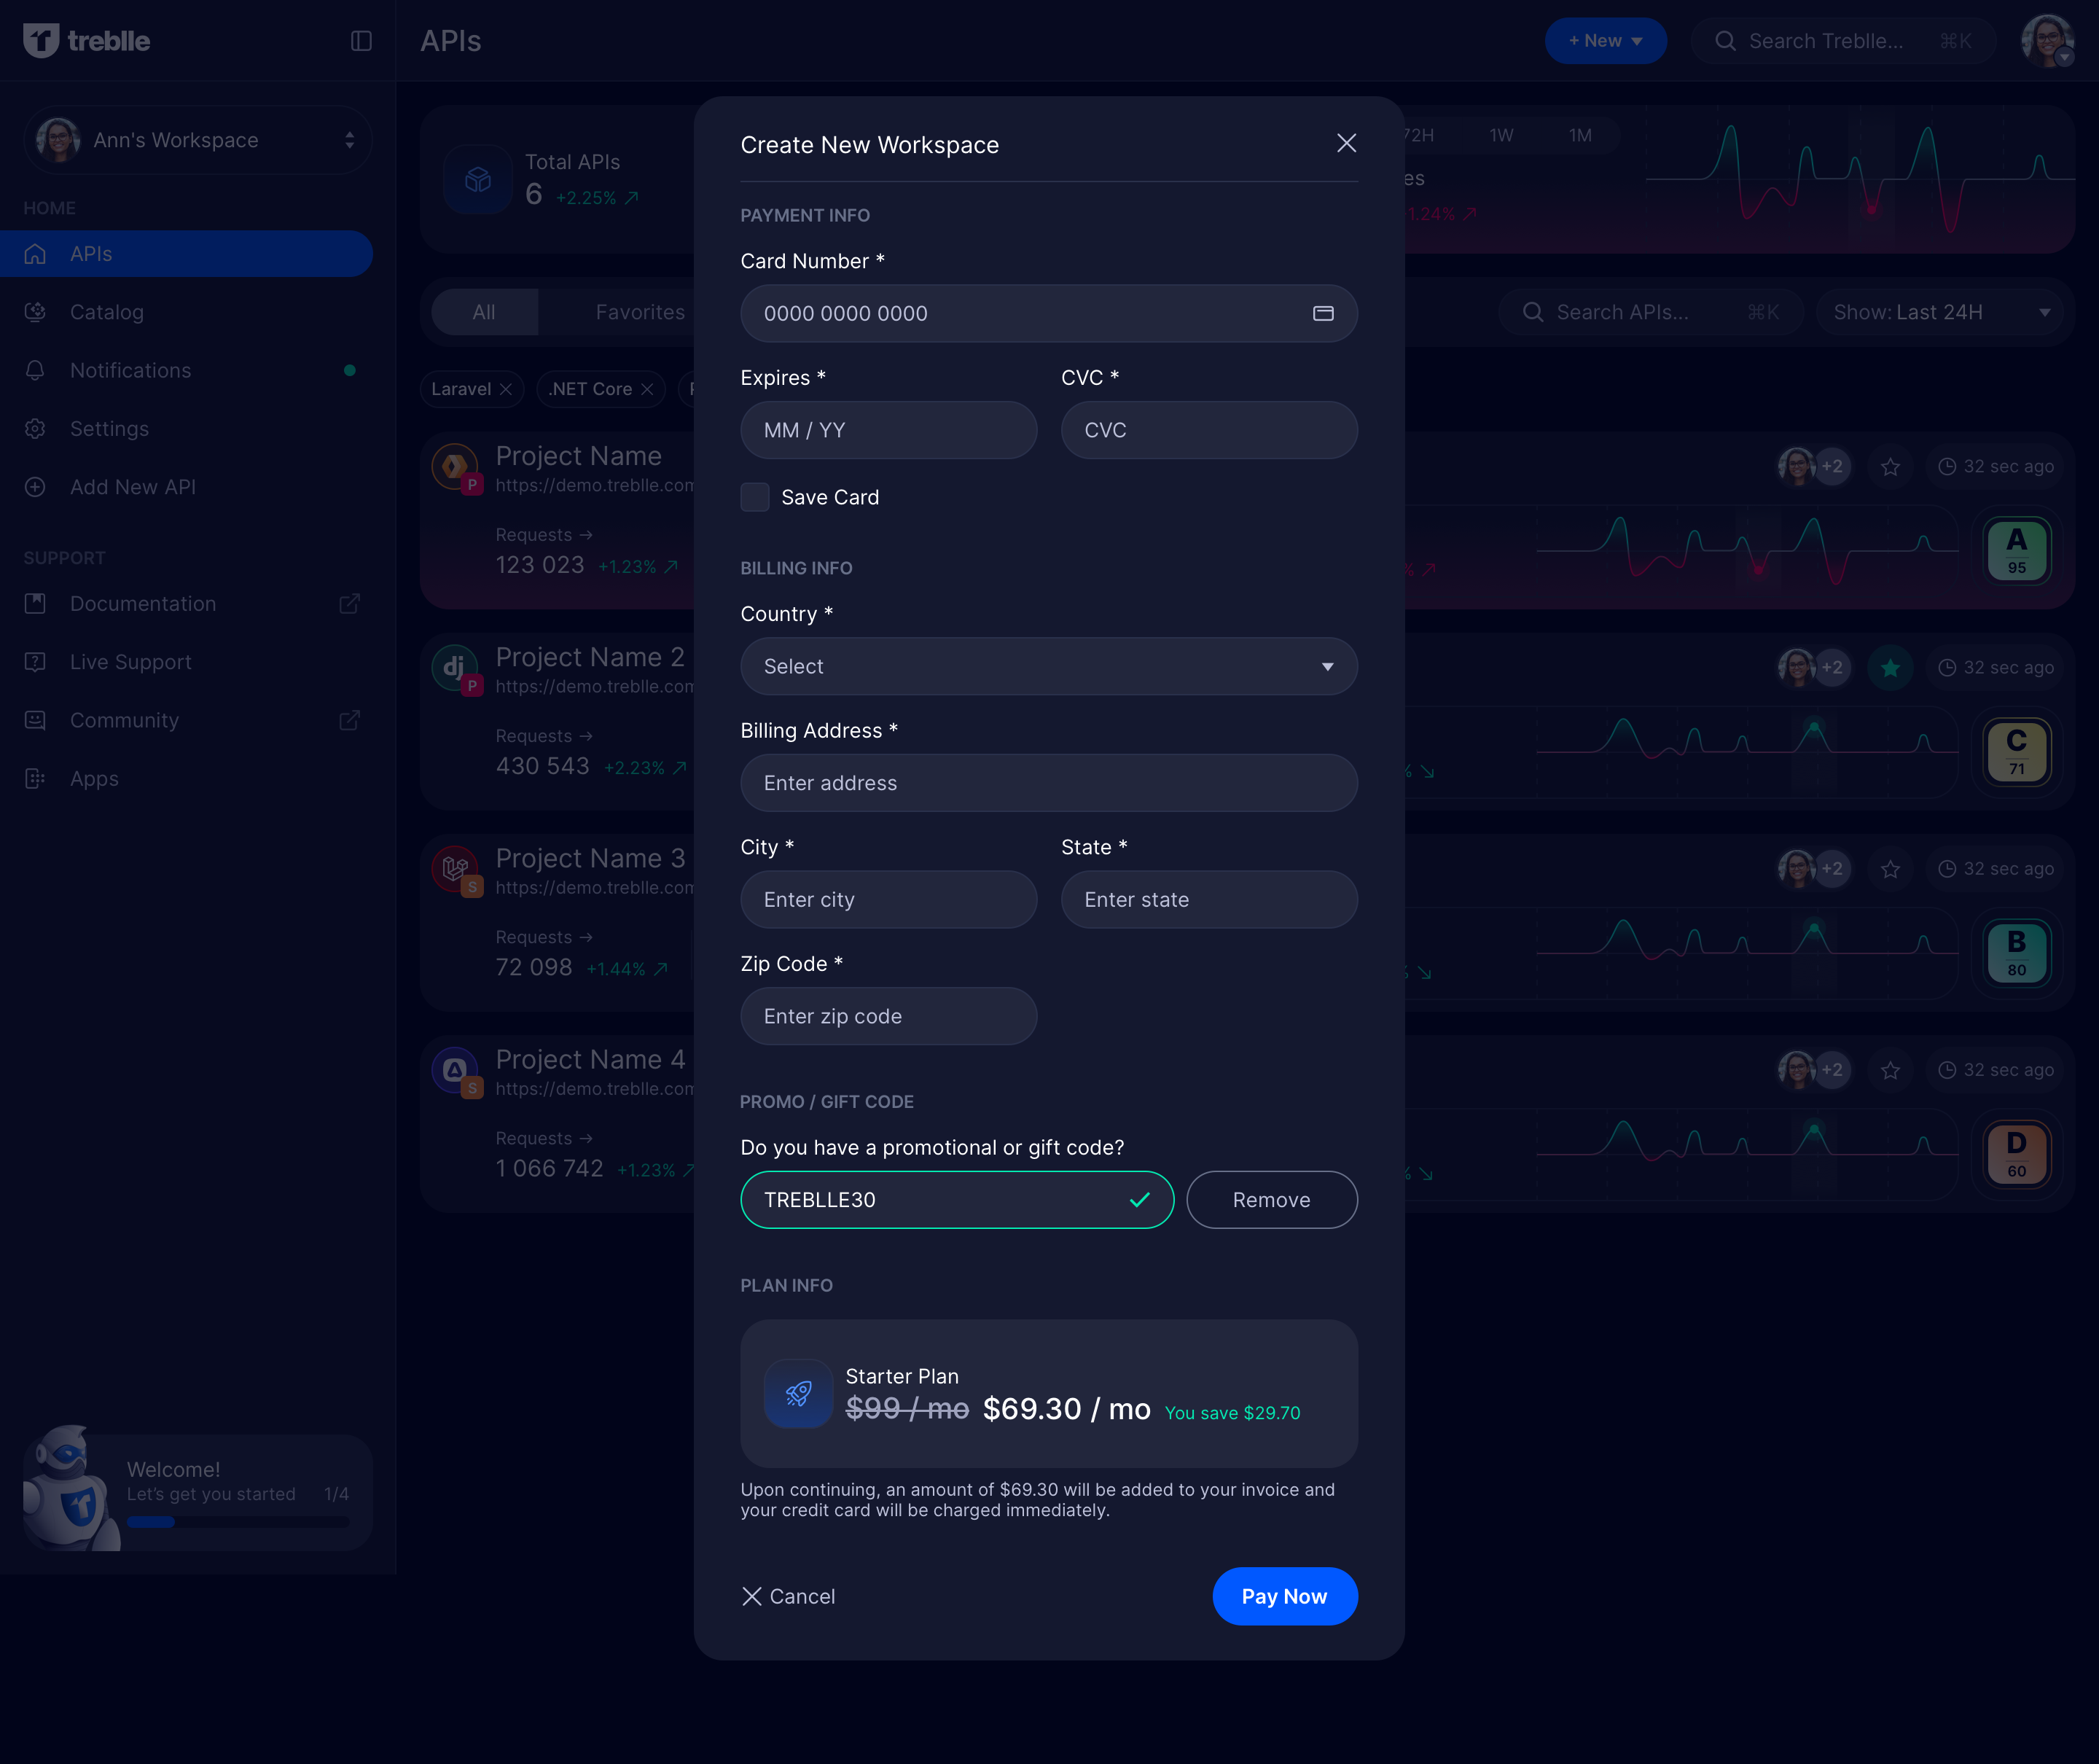 treblle
APIs
+ New
Search Treblle...
⌘K
Ann's Workspace
HOME
APIs
Catalog
Notifications
Settings
Add New API
SUPPORT
Documentation
Live Support
Community
Apps
Welcome!
Let's get you started
1/4
Total APIs
6 +2.25%
72H
1W
1M
1.24%
All
Favorites
Search APIs...
⌘K
Show: Last 24H
Laravel
.NET Core
Project Name
P
https://demo.treblle.com
Requests →
123 023 +1.23%
+2
32 sec ago
A
95
Project Name 2
dj
P
https://demo.treblle.com
Requests →
430 543 +2.23%
+2
32 sec ago
C
71
Project Name 3
S
https://demo.treblle.com
Requests →
72 098 +1.44%
+2
32 sec ago
B
80
Project Name 4
S
https://demo.treblle.com
Requests →
1 066 742 +1.23%
+2
32 sec ago
D
60
Create New Workspace
PAYMENT INFO
Card Number *
0000 0000 0000
Expires *
CVC *
MM / YY
CVC
Save Card
BILLING INFO
Country *
Select
Billing Address *
Enter address
City *
State *
Enter city
Enter state
Zip Code *
Enter zip code
PROMO / GIFT CODE
Do you have a promotional or gift code?
TREBLLE30
Remove
PLAN INFO
Starter Plan
$99 / mo $69.30 / mo You save $29.70
Upon continuing, an amount of $69.30 will be added to your invoice and
your credit card will be charged immediately.
Cancel
Pay Now